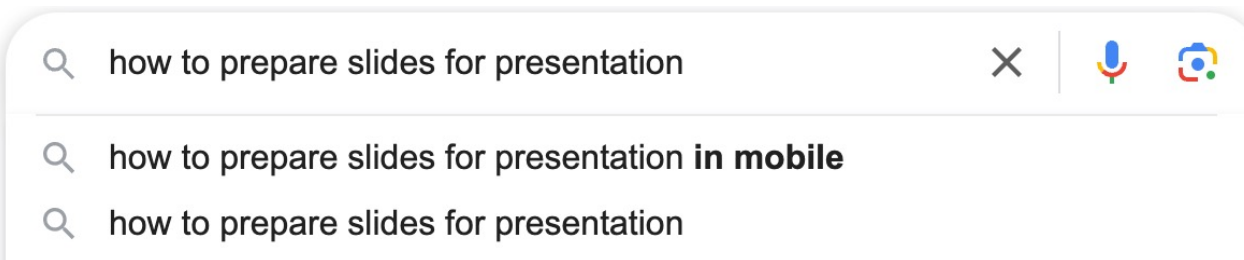 how to prepare slides for presentation
how to prepare slides for presentation in mobile
how to prepare slides for presentation